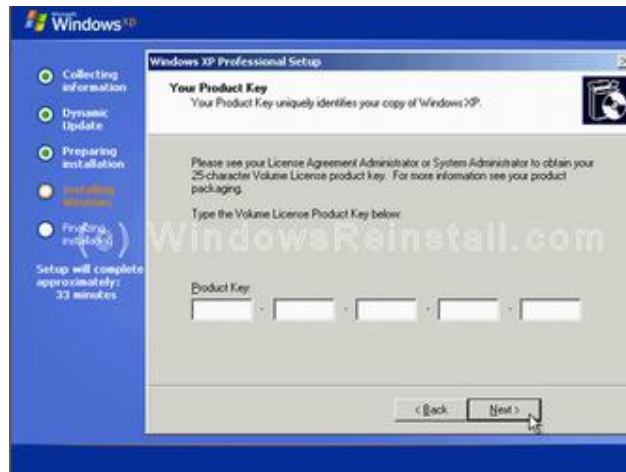 Microsoft
Windows xp
Collecting
information
Dynamic
Update
Preparing
installation
Installing
Windows
Finalizing
installation
Setup will complete
approximately:
33 minutes
Windows XP Professional Setup
Your Product Key
Your Product Key uniquely identifies your copy of Windows XP.
Please see your License Agreement Administrator or System Administrator to obtain your
25-character Volume License product key. For more information see your product
packaging.
Type the Volume License Product Key below:
(c) WindowsReinstall.com
Product Key:
- - - -
< Back
Next >